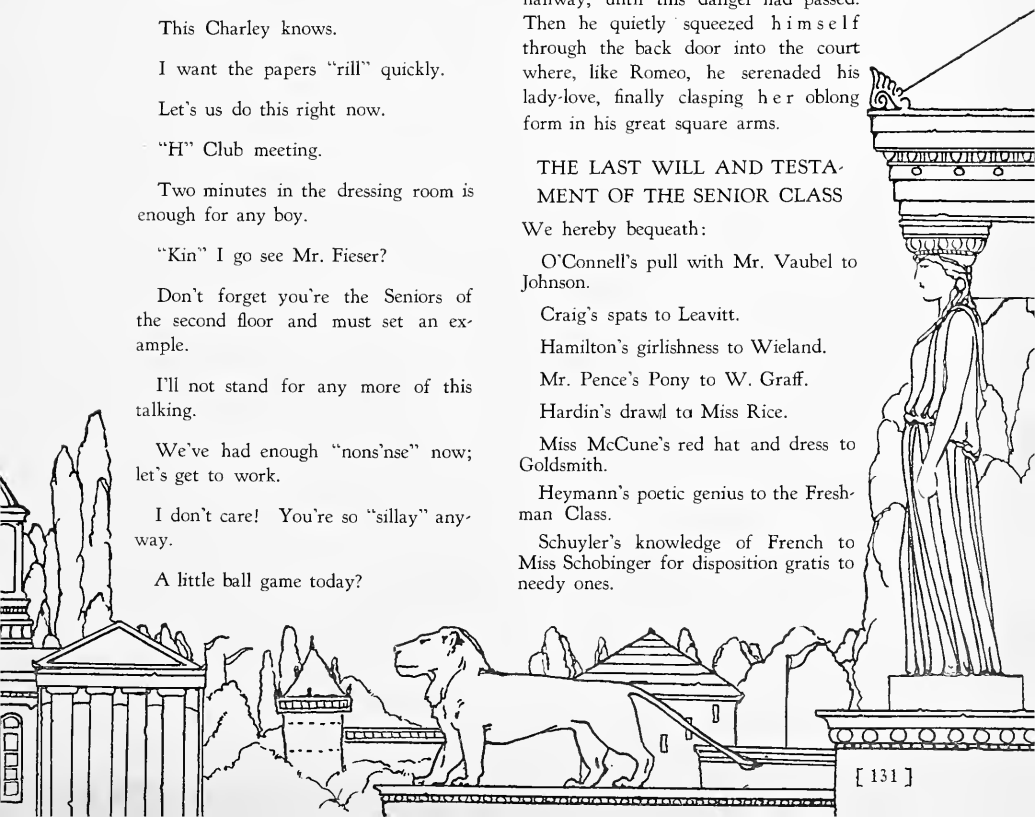 This Charley knows.
I want the papers “rill” quickly.
Let's us do this right now.
“H” Club meeting.
Two minutes in the dressing room is
enough for any boy.
“Kin” I go see Mr. Fieser?
Don't forget you're the Seniors of
the second floor and must set an ex-
ample.
I'll not stand for any more of this
talking.
We've had enough “nons'nse” now;
let's get to work.
I don't care! You're so “sillay” any-
way.
A little ball game today?
halfway, until this danger had passed.
Then he quietly squeezed himself
through the back door into the court
where, like Romeo, he serenaded his
lady-love, finally clasping her oblong
form in his great square arms.
THE LAST WILL AND TESTA-
MENT OF THE SENIOR CLASS
We hereby bequeath:
O'Connell's pull with Mr. Vaubel to
Johnson.
Craig's spats to Leavitt.
Hamilton's girlishness to Wieland.
Mr. Pence's Pony to W. Graff.
Hardin's drawl to Miss Rice.
Miss McCune's red hat and dress to
Goldsmith.
Heymann's poetic genius to the Fresh-
man Class.
Schuyler's knowledge of French to
Miss Schobinger for disposition gratis to
needy ones.
[ 131 ]